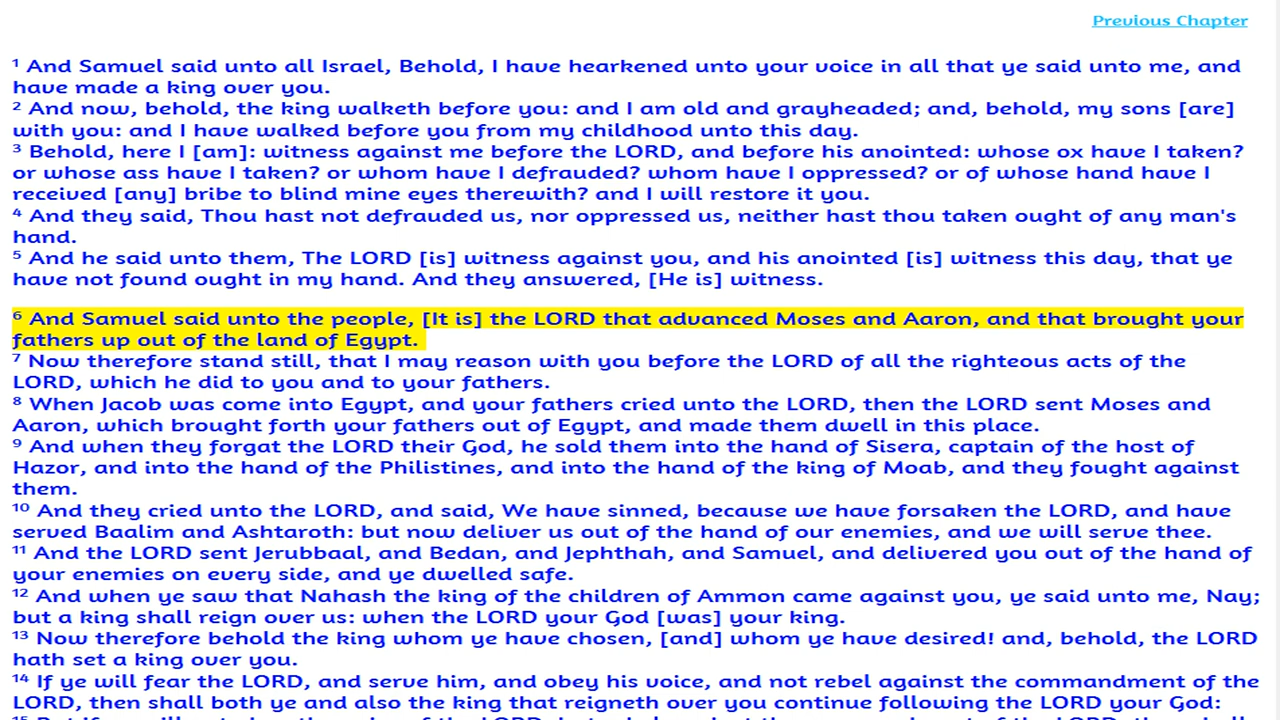 Previous Chapter
1 And Samuel said unto all Israel, Behold, I have hearkened unto your voice in all that ye said unto me, and
have made a king over you.
2 And now, behold, the king walketh before you: and I am old and grayheaded; and, behold, my sons [are]
with you: and I have walked before you from my childhood unto this day.
3 Behold, here I [am]: witness against me before the LORD, and before his anointed: whose ox have I taken?
or whose ass have I taken? or whom have I defrauded? whom have I oppressed? or of whose hand have I
received [any] bribe to blind mine eyes therewith? and I will restore it you.
4 And they said, Thou hast not defrauded us, nor oppressed us, neither hast thou taken ought of any man's
hand.
5 And he said unto them, The LORD [is] witness against you, and his anointed [is] witness this day, that ye
have not found ought in my hand. And they answered, [He is] witness.
6 And Samuel said unto the people, [It is] the LORD that advanced Moses and Aaron, and that brought your
fathers up out of the land of Egypt.
7 Now therefore stand still, that I may reason with you before the LORD of all the righteous acts of the
LORD, which he did to you and to your fathers.
8 When Jacob was come into Egypt, and your fathers cried unto the LORD, then the LORD sent Moses and
Aaron, which brought forth your fathers out of Egypt, and made them dwell in this place.
9 And when they forgat the LORD their God, he sold them into the hand of Sisera, captain of the host of
Hazor, and into the hand of the Philistines, and into the hand of the king of Moab, and they fought against
them.
10 And they cried unto the LORD, and said, We have sinned, because we have forsaken the LORD, and have
served Baalim and Ashtaroth: but now deliver us out of the hand of our enemies, and we will serve thee.
11 And the LORD sent Jerubbaal, and Bedan, and Jephthah, and Samuel, and delivered you out of the hand of
your enemies on every side, and ye dwelled safe.
12 And when ye saw that Nahash the king of the children of Ammon came against you, ye said unto me, Nay;
but a king shall reign over us: when the LORD your God [was] your king.
13 Now therefore behold the king whom ye have chosen, [and] whom ye have desired! and, behold, the LORD
hath set a king over you.
14 If ye will fear the LORD, and serve him, and obey his voice, and not rebel against the commandment of the
LORD, then shall both ye and also the king that reigneth over you continue following the LORD your God: